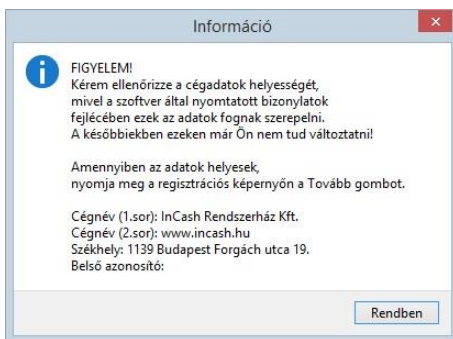 Információ
FIGYELEM!
Kérem ellenőrizze a cégadatok helyességét,
mivel a szoftver által nyomtatott bizonylatok
fejlécében ezek az adatok fognak szerepelni.
A későbbiekben ezeken már Ön nem tud változtatni!
Amennyiben az adatok helyesek,
nyomja meg a regisztrációs képernyőn a Tovább gombot.
Cégnév (1.sor): InCash Rendszerház Kft.
Cégnév (2.sor): www.incash.hu
Székhely: 1139 Budapest Forgách utca 19.
Belső azonosító:
Rendben